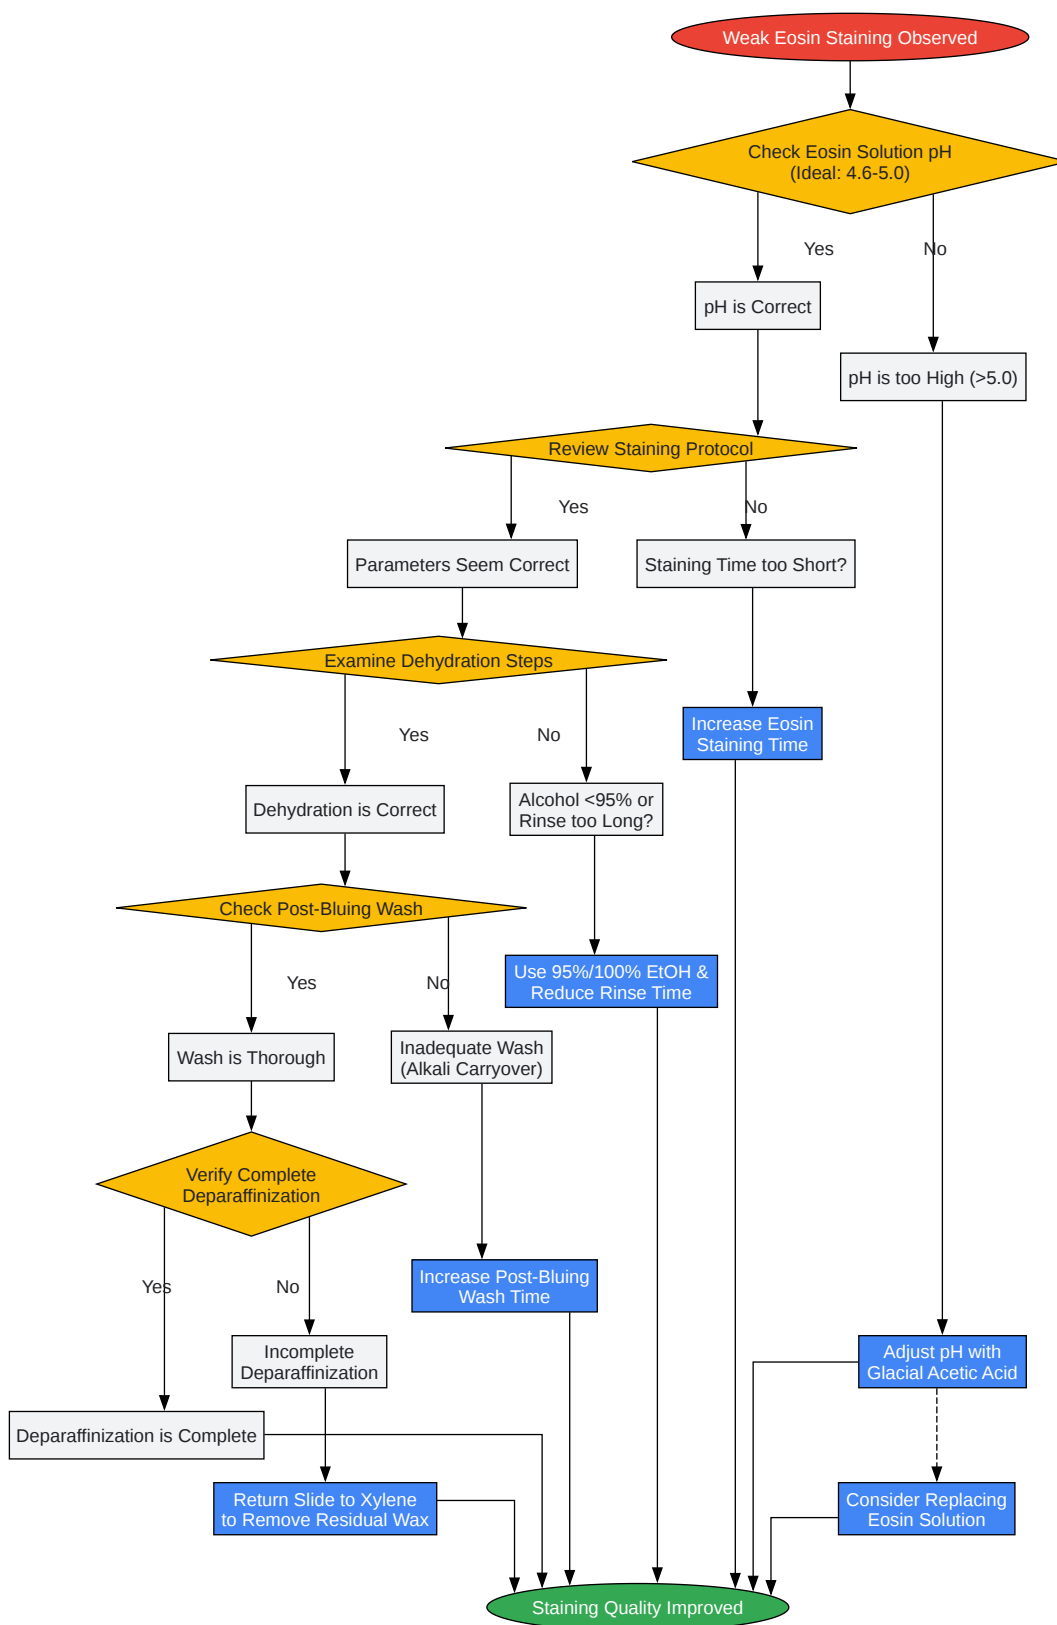 Weak Eosin Staining Observed
Check Eosin Solution pH
(Ideal: 4.6-5.0)
Yes
No
pH is Correct
pH is too High (>5.0)
Review Staining Protocol
Yes
No
Parameters Seem Correct
Staining Time too Short?
Examine Dehydration Steps
Yes
No
Increase Eosin
Staining Time
Dehydration is Correct
Alcohol <95% or
Rinse too Long?
Check Post-Bluing Wash
Yes
No
Use 95%/100% EtOH &
Reduce Rinse Time
Wash is Thorough
Inadequate Wash
(Alkali Carryover)
Verify Complete
Deparaffinization
Yes
No
Increase Post-Bluing
Wash Time
Incomplete
Deparaffinization
Adjust pH with
Glacial Acetic Acid
Deparaffinization is Complete
Return Slide to Xylene
to Remove Residual Wax
Consider Replacing
Eosin Solution
Staining Quality Improved